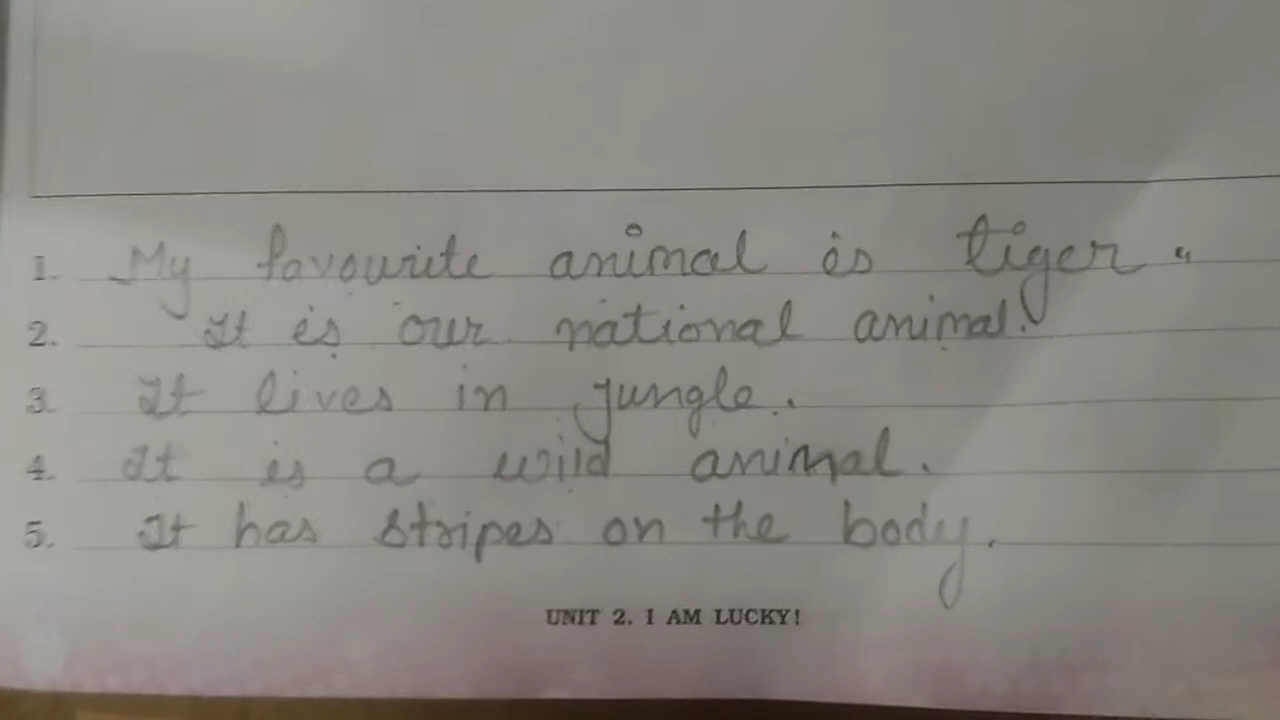 1. My favourite animal is tiger.
2. It is our national animal.
3. It lives in jungle.
4. It is a wild animal.
5. It has stripes on the body.
UNIT 2. I AM LUCKY!